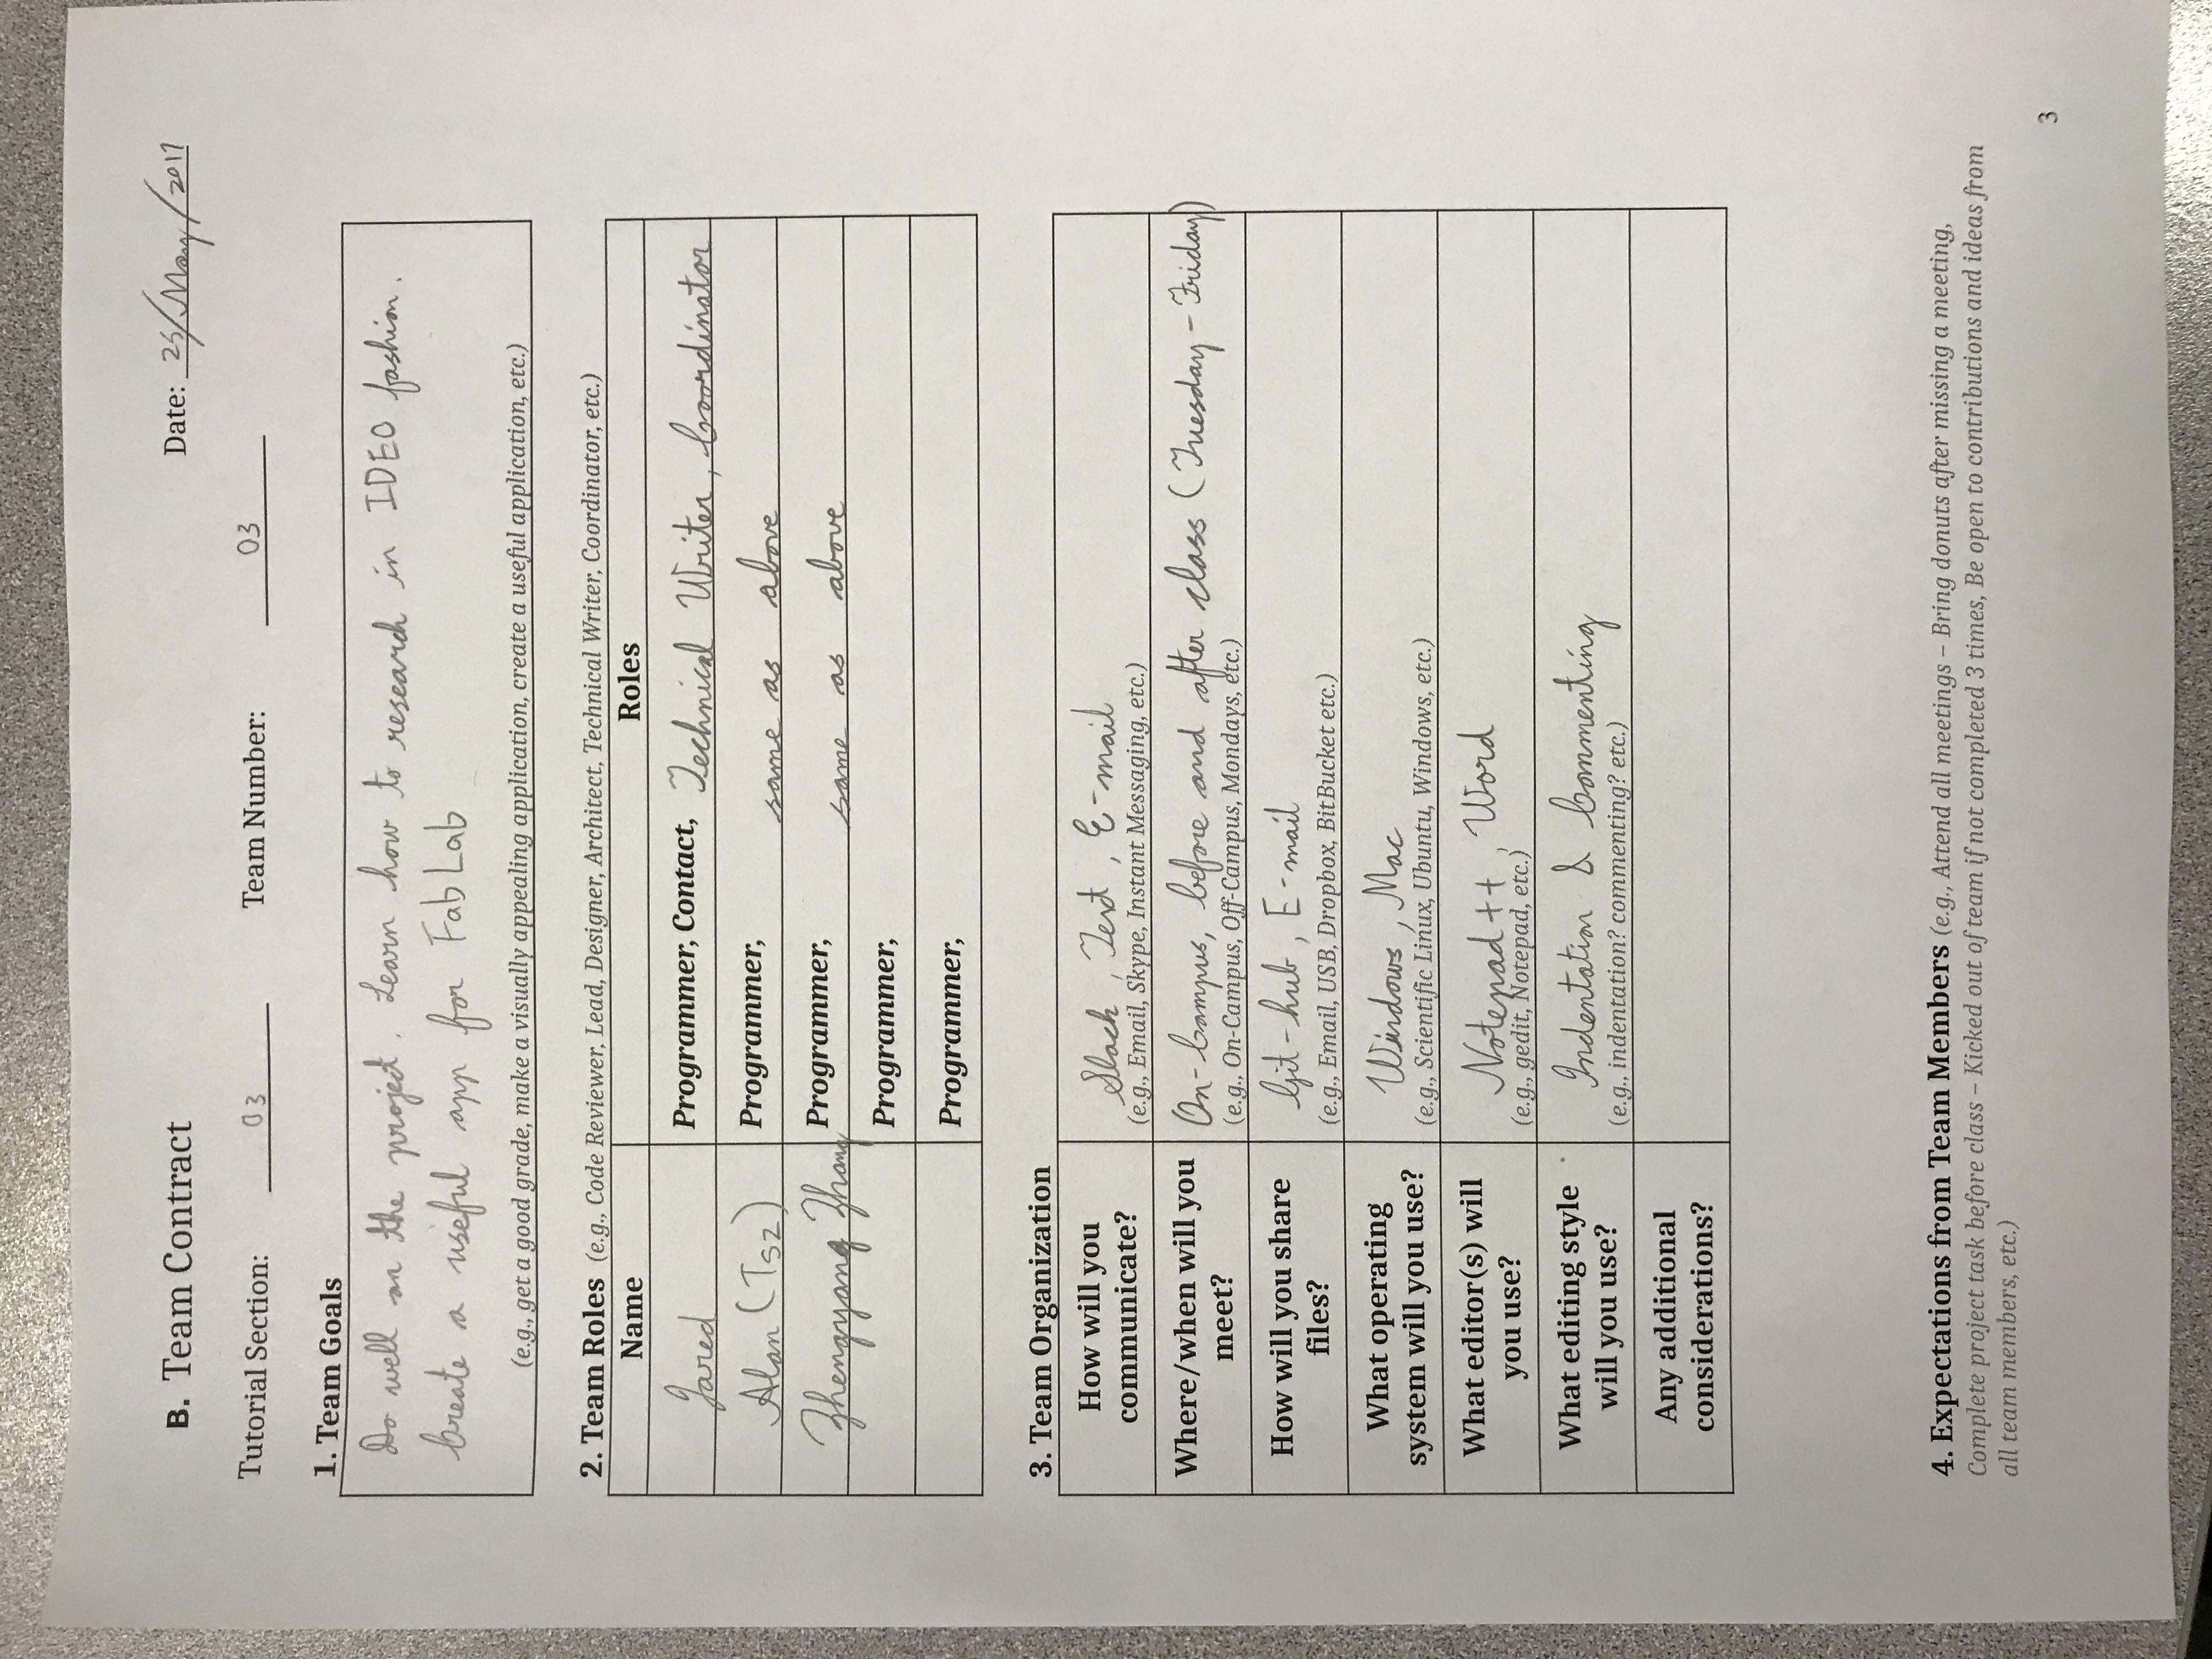 B. Team Contract Date: 25/May/2017
Tutorial Section: 03 Team Number: 03
1. Team Goals
Do well on the project. Learn how to research in IDEO fashion.
Create a useful app for Fab Lab
(e.g., get a good grade, make a visually appealing application, create a useful application, etc.)
2. Team Roles (e.g., Code Reviewer, Lead, Designer, Architect, Technical Writer, Coordinator, etc.)
Name Roles
Jared Programmer, Contact, Technical Writer, Coordinator
Alan (Tsz) Programmer, same as above
Zhengyang Zhang Programmer, same as above
Programmer,
Programmer,
3. Team Organization
How will you
communicate?
Slack, Text, E-mail
(e.g., Email, Skype, Instant Messaging, etc.)
Where/when will you
meet?
On-Campus, before and after class (Tuesday - Friday)
(e.g., On-Campus, Off-Campus, Mondays, etc.)
How will you share
files?
Git-hub, E-mail
(e.g., Email, USB, Dropbox, BitBucket etc.)
What operating
system will you use?
Windows, Mac
(e.g., Scientific Linux, Ubuntu, Windows, etc.)
What editor(s) will
you use?
Notepad++, Word
(e.g., gedit, Notepad, etc.)
What editing style
will you use?
Indentation & Commenting
(e.g., indentation? commenting? etc.)
Any additional
considerations?
4. Expectations from Team Members (e.g., Attend all meetings – Bring donuts after missing a meeting,
Complete project task before class – Kicked out of team if not completed 3 times, Be open to contributions and ideas from
all team members, etc.)
3